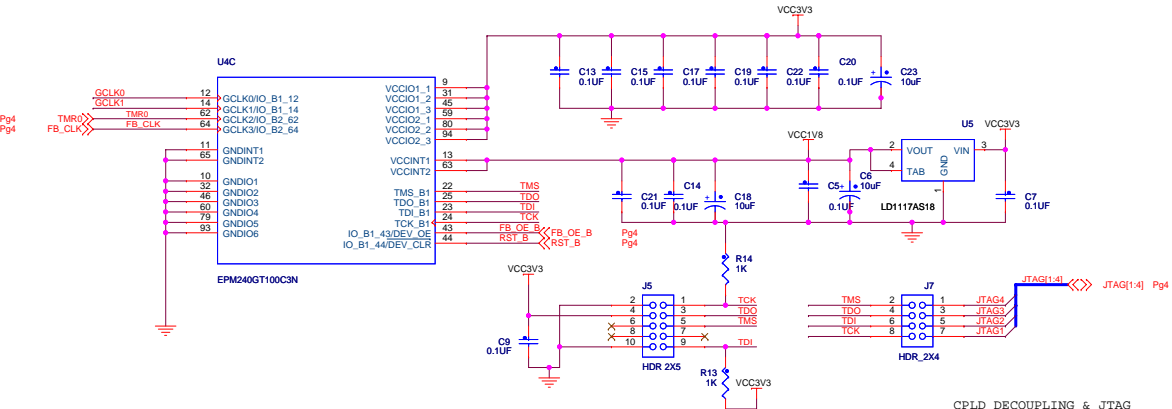 VCC3V3
U4C
C13 0.1UF
C15 0.1UF
C17 0.1UF
C19 0.1UF
C22 0.1UF
C20 0.1UF
C23 10uF
GCLK0 12 GCLK0/IO_B1_12
GCLK1 14 GCLK1/IO_B1_14
Pg4 TMR0 TMR0 62 GCLK2/IO_B2_62
Pg4 FB_CLK FB_CLK 64 GCLK3/IO_B2_64
11 GNDINT1
65 GNDINT2
10 GNDIO1
32 GNDIO2
46 GNDIO3
60 GNDIO4
79 GNDIO5
93 GNDIO6
VCCIO1_1 9
VCCIO1_2 31
VCCIO1_3 45
VCCIO2_1 59
VCCIO2_2 80
VCCIO2_3 94
VCCINT1 13
VCCINT2 63
TMS_B1 22 TMS
TDO_B1 25 TDO
TDI_B1 23 TDI
TCK_B1 24 TCK
IO_B1_43/DEV_OE 43 FB_OE_B FB_OE_B Pg4
IO_B1_44/DEV_CLR 44 RST_B RST_B Pg4
EPM240GT100C3N
VCC1V8
U5
VCC3V3
2 VOUT VIN 3
4 TAB GND 1
LD1117AS18
C21 0.1UF
C14 0.1UF
C18 10uF
C5 0.1UF
C6 10uF
C7 0.1UF
R14 1K
VCC3V3
C9 0.1UF
J5
2 1 TCK
4 3 TDO
6 5 TMS
8 7
10 9 TDI
HDR 2X5
R13 1K
VCC3V3
J7
TMS 2 1 JTAG4
TDO 4 3 JTAG3
TDI 6 5 JTAG2
TCK 8 7 JTAG1
HDR_2X4
JTAG[1:4] JTAG[1:4] Pg4
CPLD DECOUPLING & JTAG